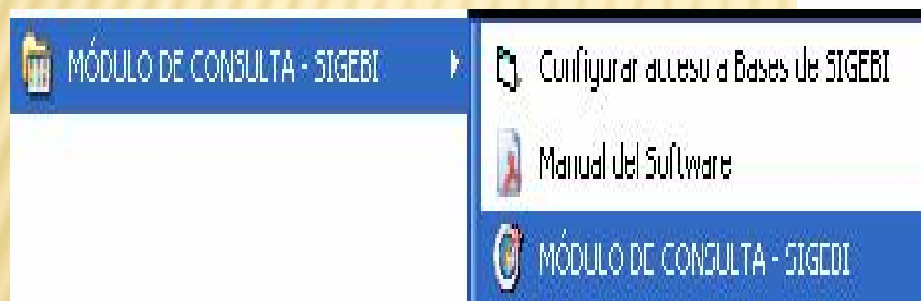 MÓDULO DE CONSULTA - SIGEBI
Configurar acceso a Bases de SIGEBI
Manual del Software
MÓDULO DE CONSULTA - SIGEBI